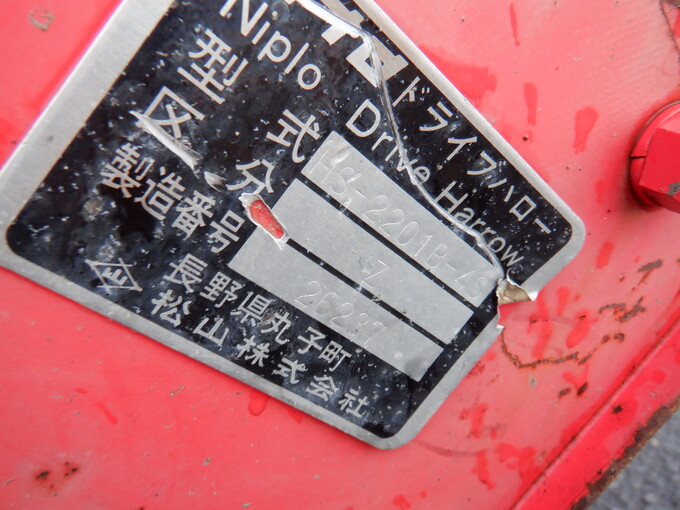 ドライブハロー
Niplo Drive Harrow
型式 HS-2201B-4S
区分 Z
製造番号 26237
長野県丸子町
松山株式会社